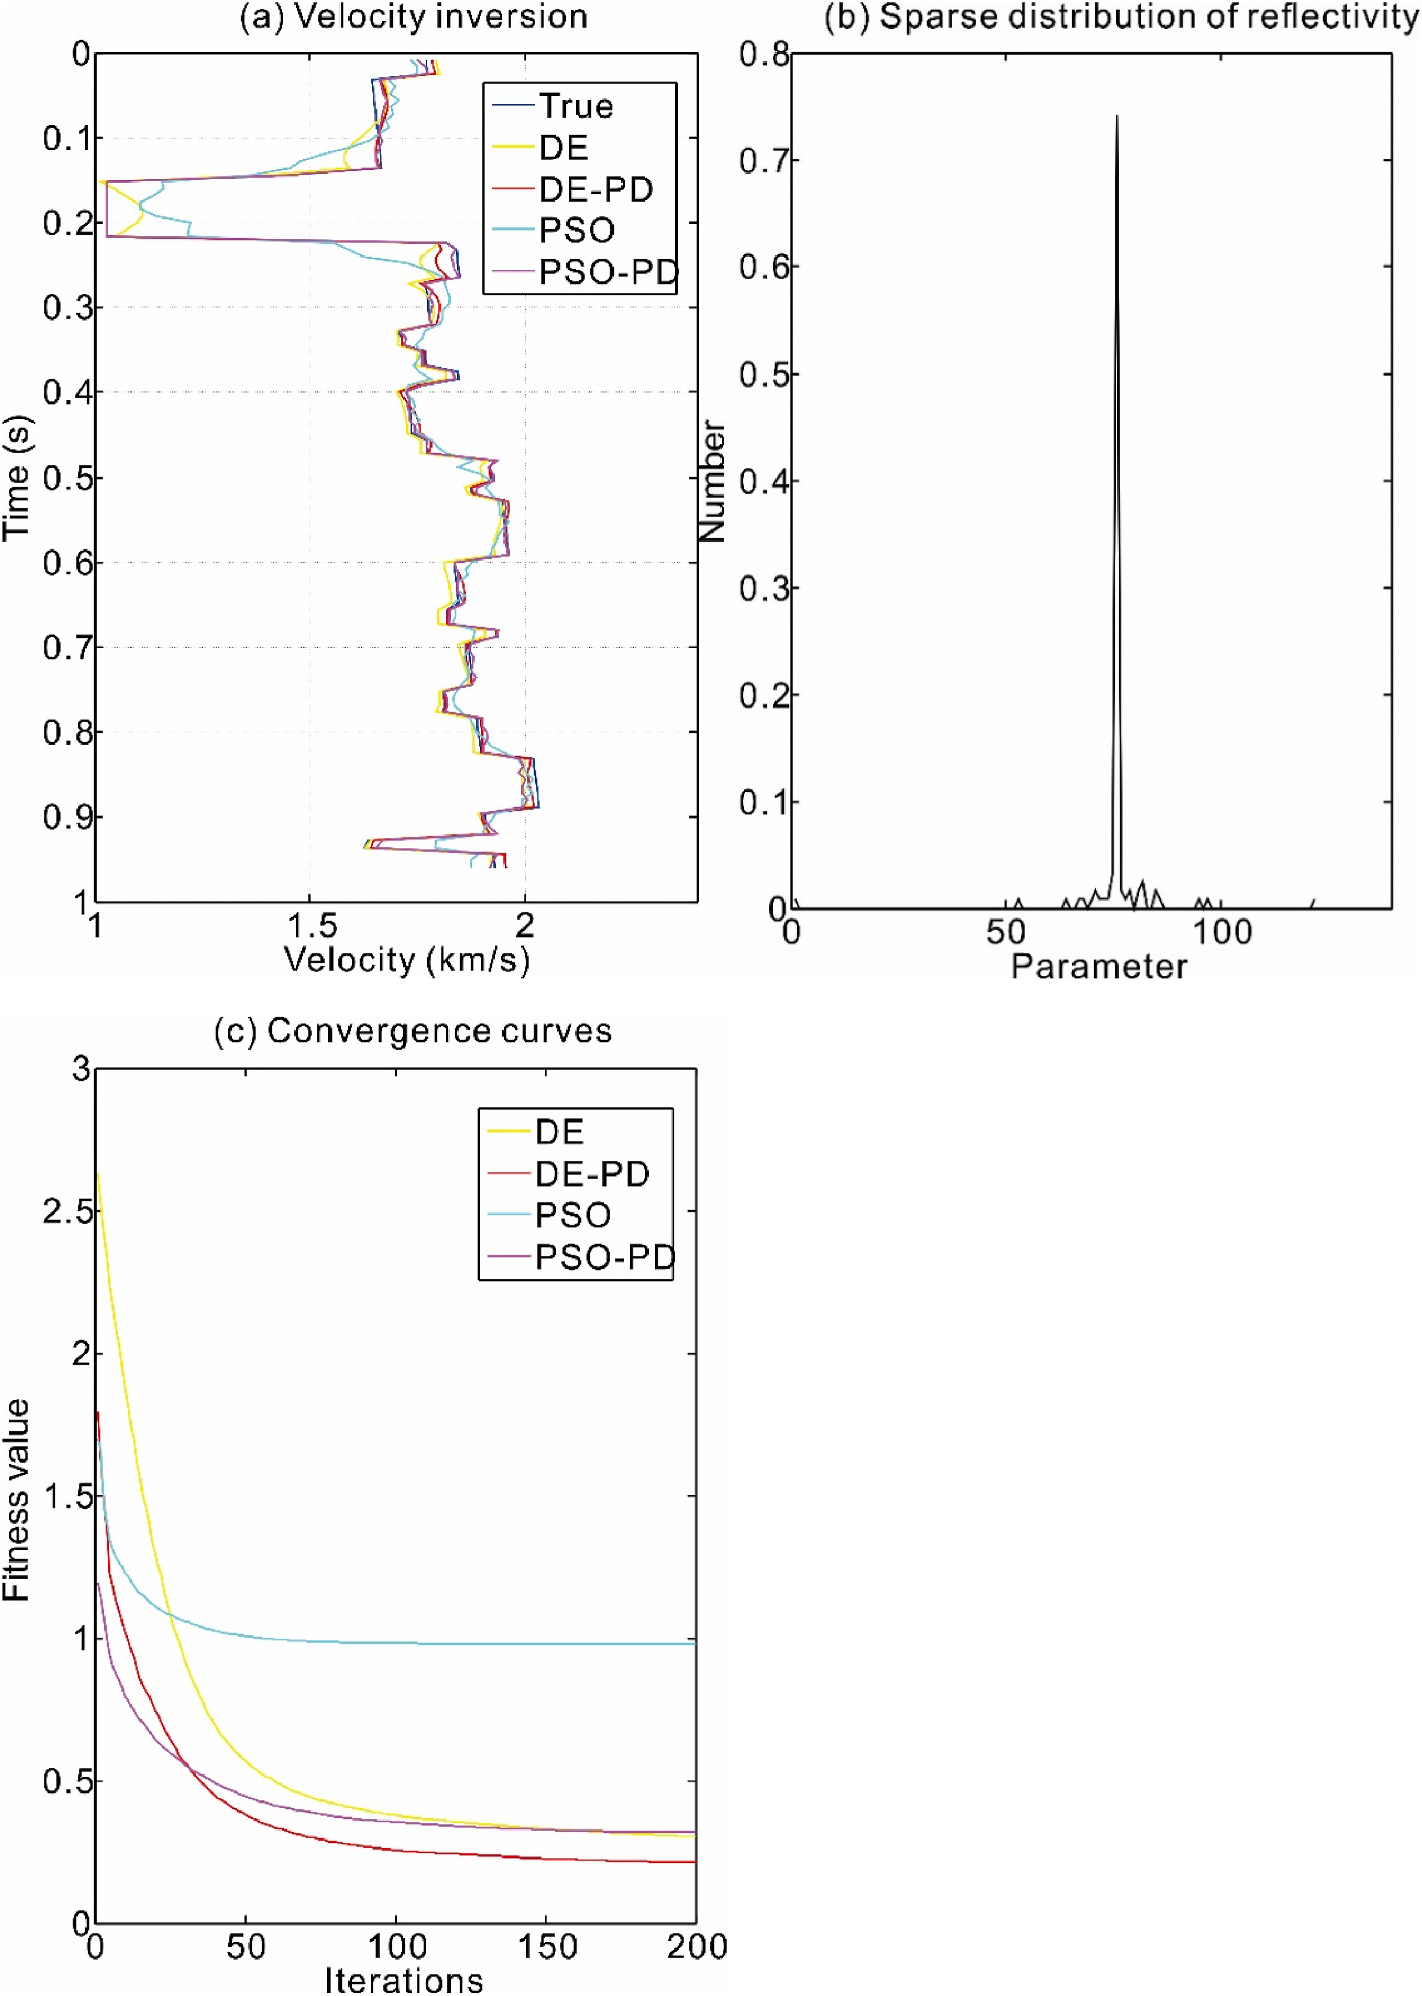 (a) Velocity inversion
0
0.1
0.2
0.3
0.4
0.5
0.6
0.7
0.8
0.9
1
Time (s)
True
DE
DE-PD
PSO
PSO-PD
1
1.5
2
Velocity (km/s)
(b) Sparse distribution of reflectivity
0.8
0.7
0.6
0.5
0.4
0.3
0.2
0.1
0
Number
0
50
100
Parameter
(c) Convergence curves
3
2.5
2
1.5
1
0.5
0
Fitness value
DE
DE-PD
PSO
PSO-PD
0
50
100
150
200
Iterations